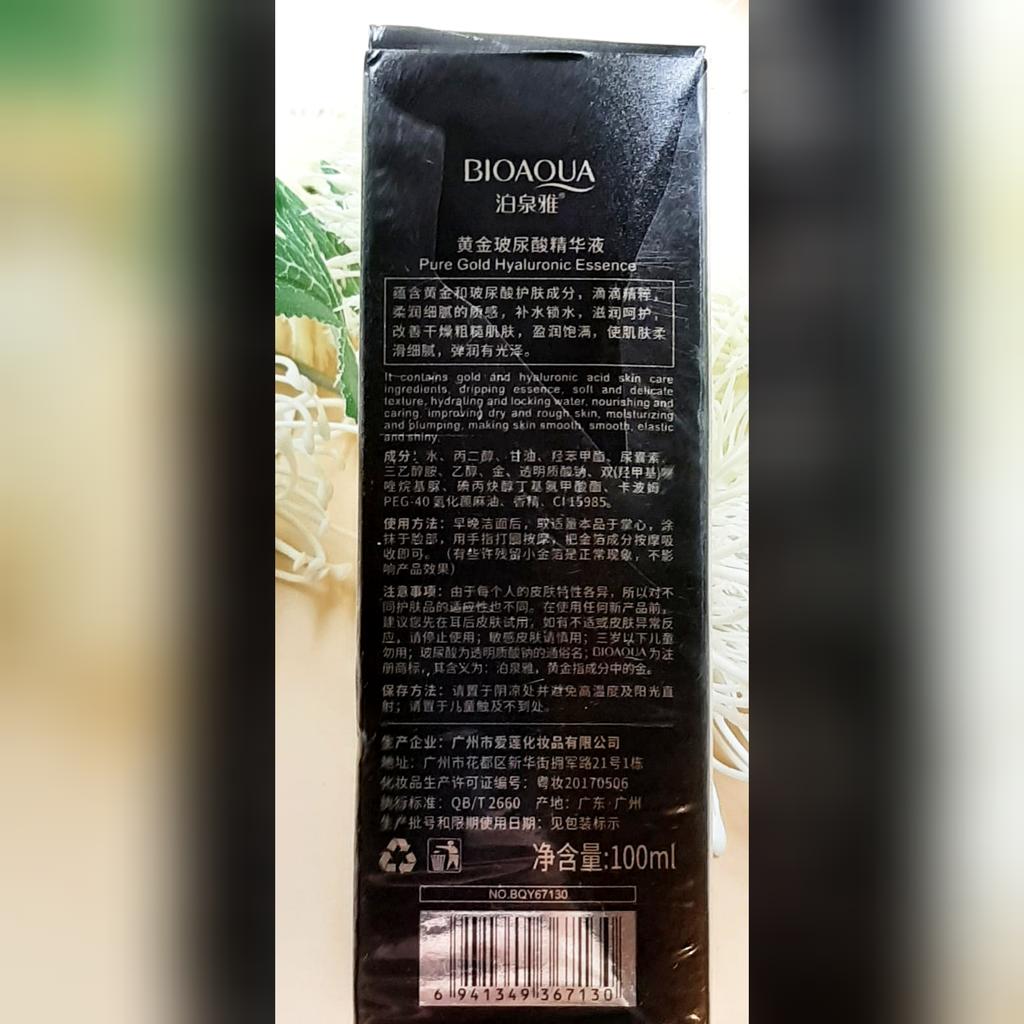 BIOAQUA
泊泉雅®
黄金玻尿酸精华液
Pure Gold Hyaluronic Essence
蕴含黄金和玻尿酸护肤成分，滴滴精粹，
柔润细腻的质感，补水锁水，滋润呵护，
改善干燥粗糙肌肤，盈润饱满，使肌肤柔
滑细腻，弹润有光泽。
It contains gold and hyaluronic acid skin care
ingredients, dripping essence, soft and delicate
texture, hydrating and locking water, nourishing and
caring, improving dry and rough skin, moisturizing
and plumping, making skin smooth, smooth, elastic
and shiny.
成分：水、丙二醇、甘油、羟苯甲酯、尿囊素、
三乙醇胺、乙醇、金、透明质酸钠、双(羟甲基)咪
唑烷基脲、碘丙炔醇丁基氨甲酸酯、卡波姆、
PEG-40 氢化蓖麻油、香精、CI 15985。
使用方法：早晚洁面后，取适量本品于掌心，涂
抹于脸部，用手指打圆按摩，把金箔成分按摩吸
收即可。（有些许残留小金箔是正常现象，不影
响产品效果）
注意事项：由于每个人的皮肤特性各异，所以对不
同护肤品的适应性也不同。在使用任何新产品前，
建议您先在耳后皮肤试用，如有不适或皮肤异常反
应，请停止使用；敏感皮肤请慎用；三岁以下儿童
勿用；玻尿酸为透明质酸钠的通俗名；BIOAQUA为注
册商标，其含义为：泊泉雅，黄金指成分中的金。
保存方法：请置于阴凉处并避免高温度及阳光直
射；请置于儿童触及不到处。
生产企业：广州市爱莲化妆品有限公司
地址：广州市花都区新华街拥军路21号1栋
化妆品生产许可证编号：粤妆20170506
执行标准：QB/T 2660 产地：广东·广州
生产批号和限期使用日期：见包装标示
净含量:100ml
NO.BQY67130
6 941349 367130